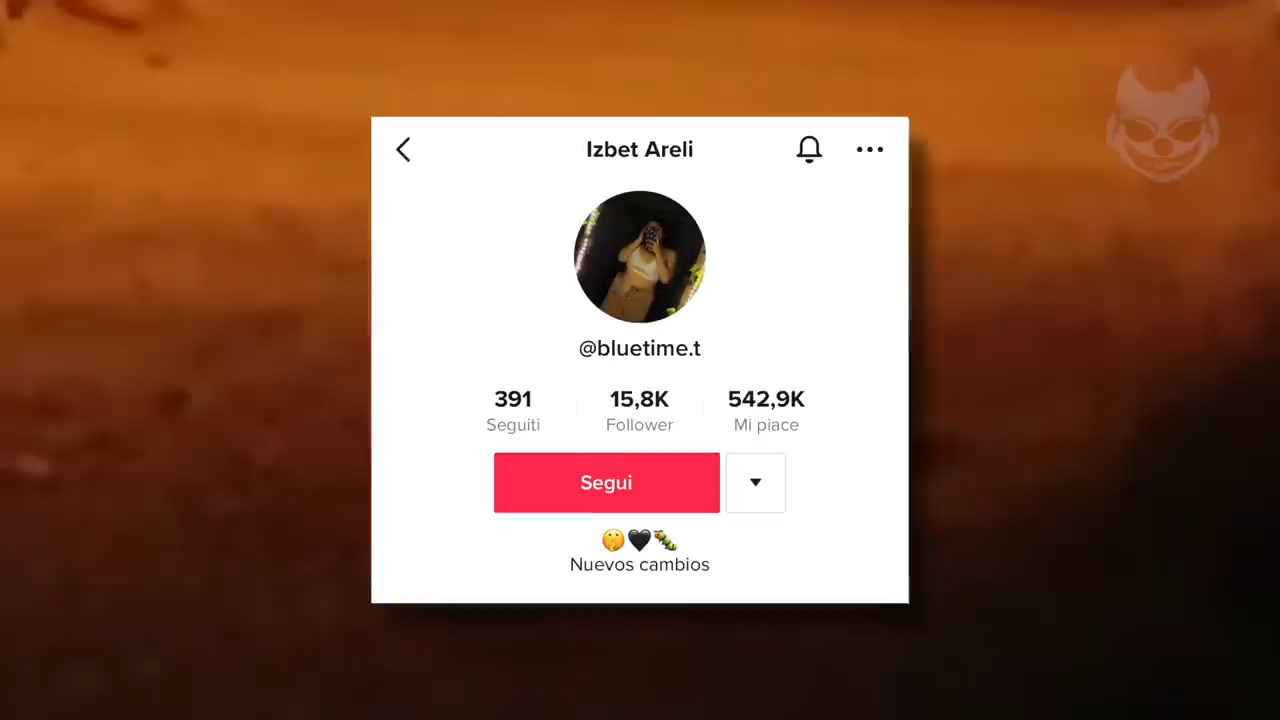 Izbet Areli
@bluetime.t
391 15,8K 542,9K
Seguiti Follower Mi piace
Segui
🤫🖤🐛
Nuevos cambios